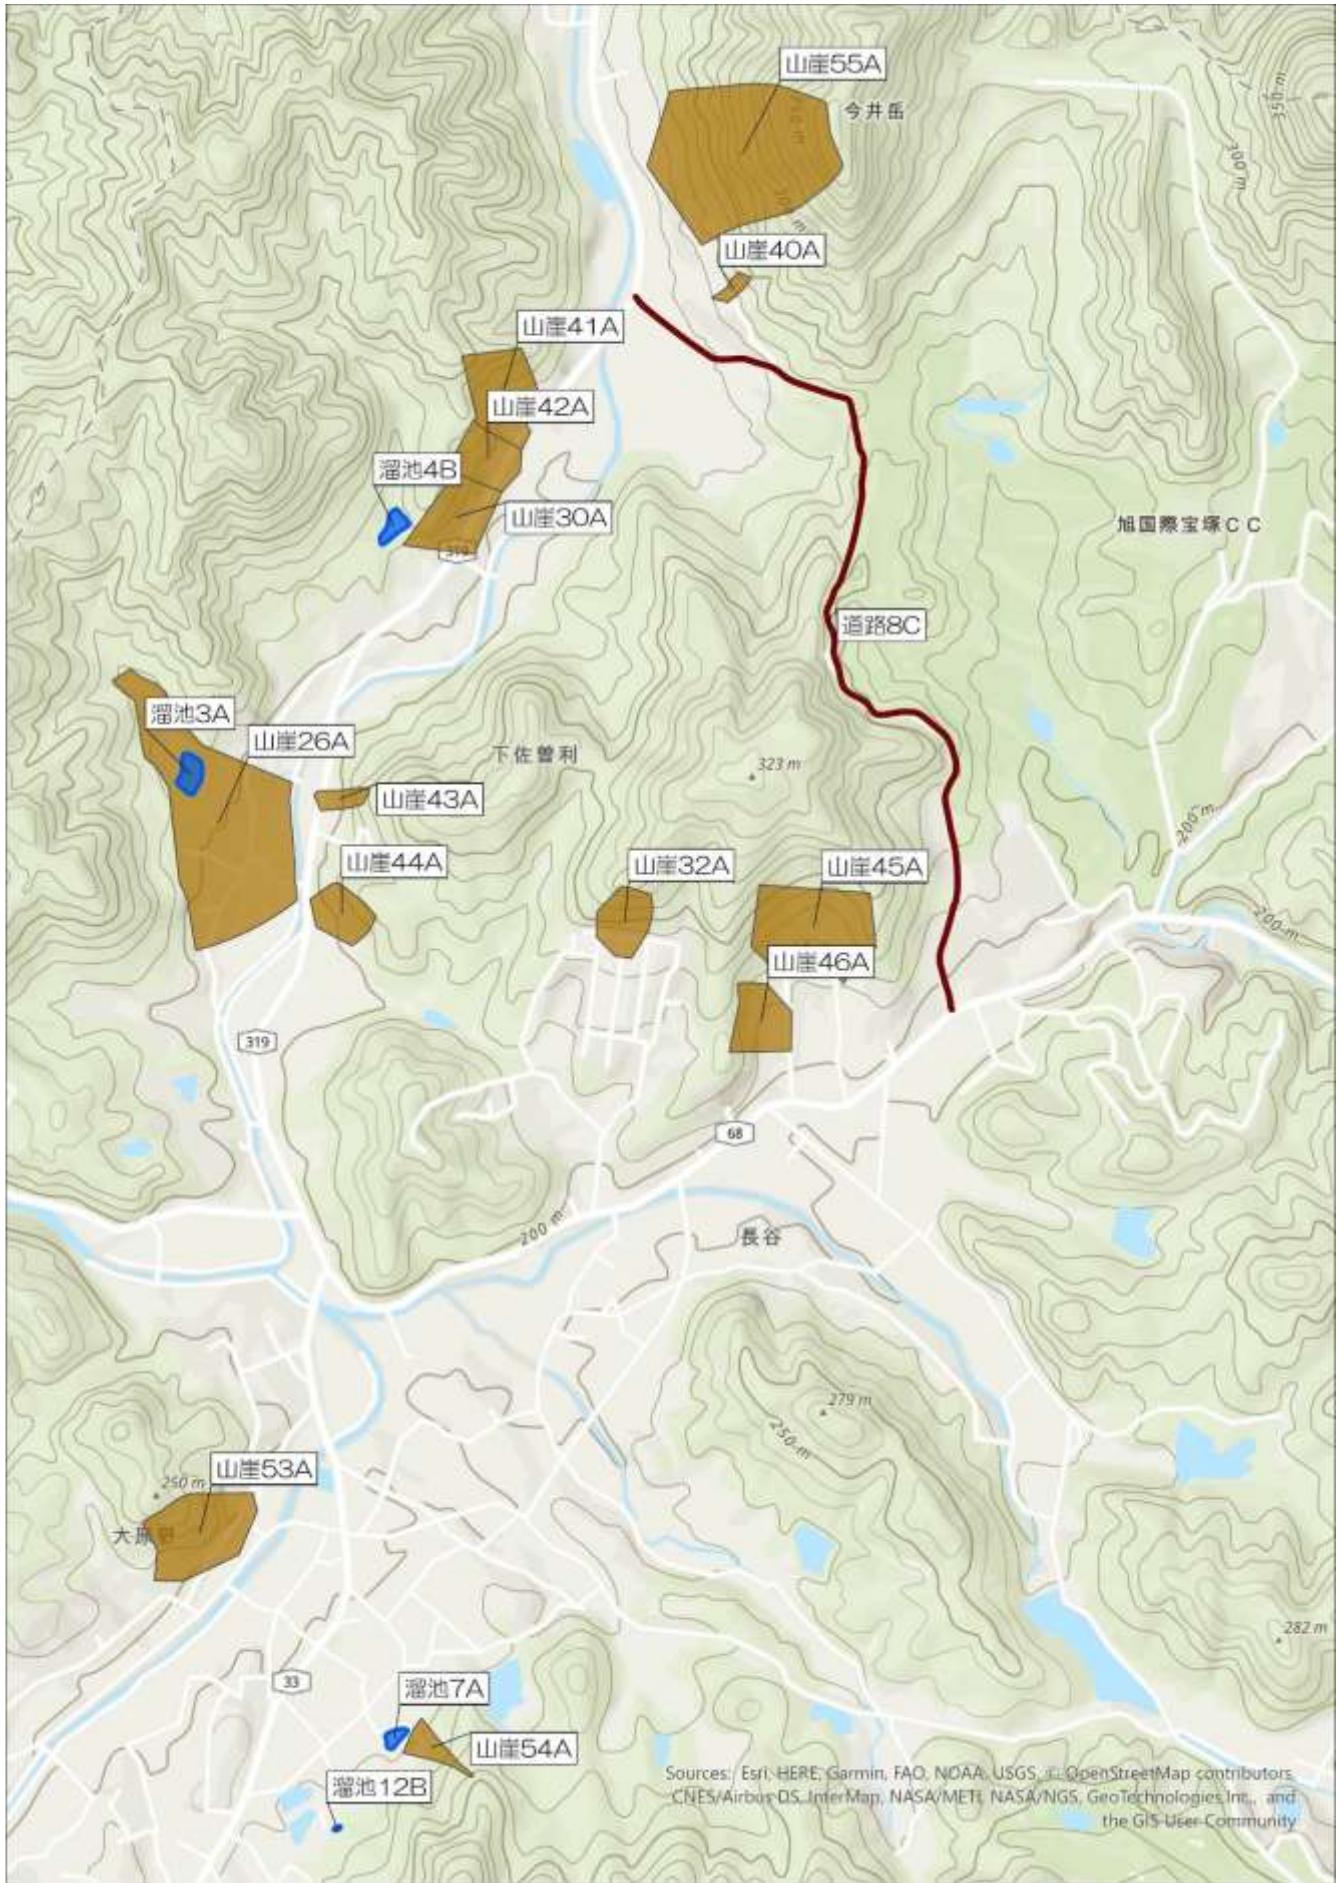 山崖55A
今井岳
350 m
300 m
山崖40A
山崖41A
山崖42A
溜池4B
山崖30A
319
旭国際宝塚CC
道路8C
溜池3A
山崖26A
下佐曽利
323 m
山崖43A
200 m
山崖44A
山崖32A
山崖45A
200 m
山崖46A
319
68
200 m
長谷
279 m
250 m
山崖53A
250 m
282 m
33
溜池7A
山崖54A
溜池12B
Sources: Esri, HERE, Garmin, FAO, NOAA, USGS, © OpenStreetMap contributors,
CNES/Airbus DS, InterMap, NASA/METI, NASA/NGS, GeoTechnologies,Inc., and
the GIS User Community